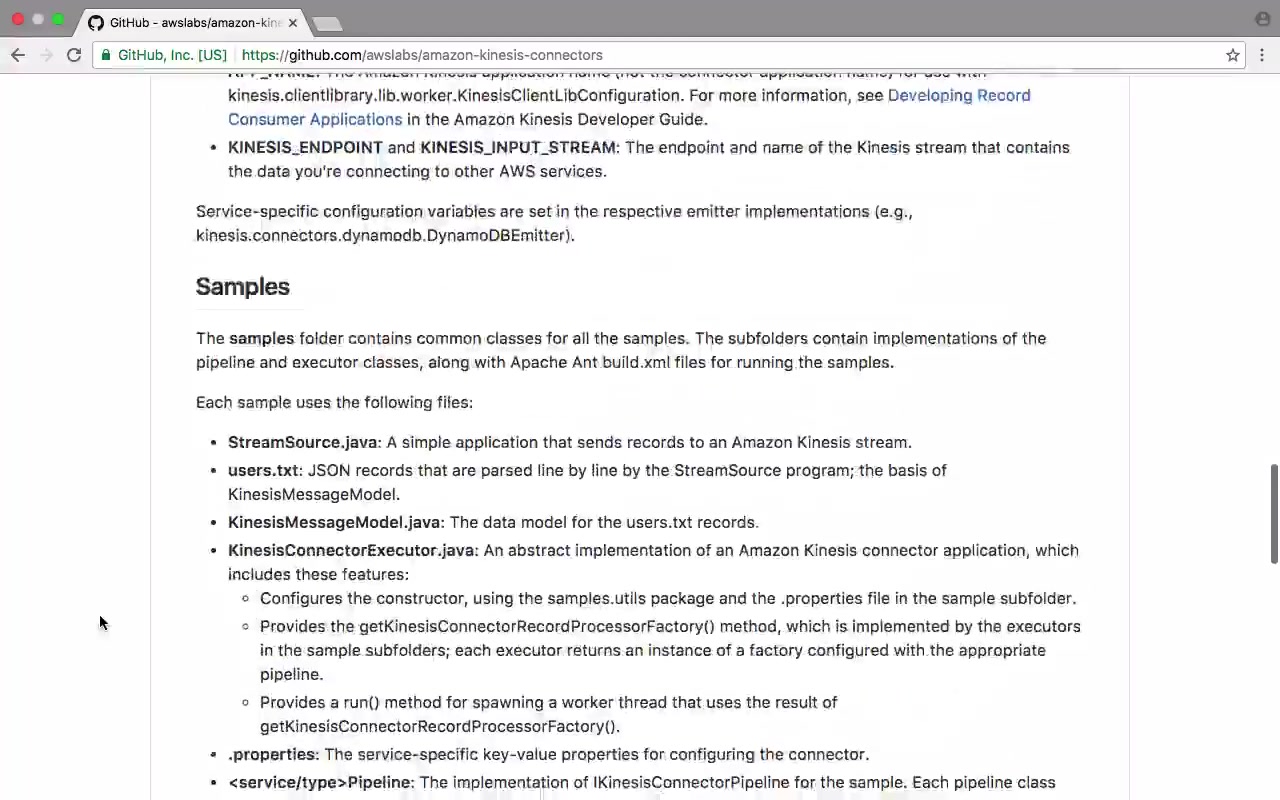 GitHub - awslabs/amazon-kine
GitHub, Inc. [US] https://github.com/awslabs/amazon-kinesis-connectors
APP_NAME: The Amazon Kinesis application name (not the connector application name) for use with
kinesis.clientlibrary.lib.worker.KinesisClientLibConfiguration. For more information, see Developing Record
Consumer Applications in the Amazon Kinesis Developer Guide.
• KINESIS_ENDPOINT and KINESIS_INPUT_STREAM: The endpoint and name of the Kinesis stream that contains
the data you're connecting to other AWS services.
Service-specific configuration variables are set in the respective emitter implementations (e.g.,
kinesis.connectors.dynamodb.DynamoDBEmitter).
Samples
The samples folder contains common classes for all the samples. The subfolders contain implementations of the
pipeline and executor classes, along with Apache Ant build.xml files for running the samples.
Each sample uses the following files:
• StreamSource.java: A simple application that sends records to an Amazon Kinesis stream.
• users.txt: JSON records that are parsed line by line by the StreamSource program; the basis of
KinesisMessageModel.
• KinesisMessageModel.java: The data model for the users.txt records.
• KinesisConnectorExecutor.java: An abstract implementation of an Amazon Kinesis connector application, which
includes these features:
◦ Configures the constructor, using the samples.utils package and the .properties file in the sample subfolder.
◦ Provides the getKinesisConnectorRecordProcessorFactory() method, which is implemented by the executors
in the sample subfolders; each executor returns an instance of a factory configured with the appropriate
pipeline.
◦ Provides a run() method for spawning a worker thread that uses the result of
getKinesisConnectorRecordProcessorFactory().
• .properties: The service-specific key-value properties for configuring the connector.
• <service/type>Pipeline: The implementation of IKinesisConnectorPipeline for the sample. Each pipeline class